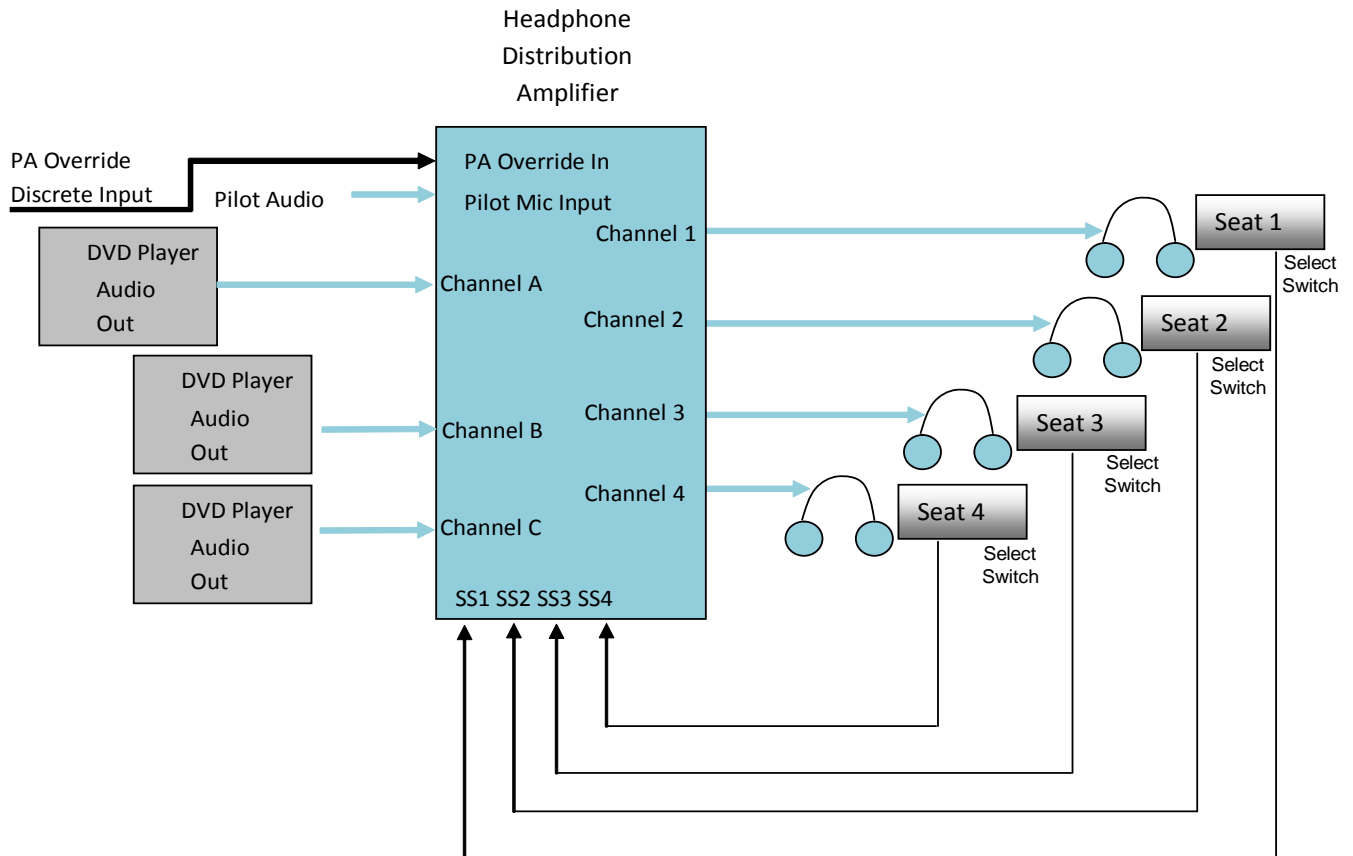 Headphone
Distribution
Amplifier
PA Override
Discrete Input
Pilot Audio
PA Override In
Pilot Mic Input
Channel 1
Seat 1
Select
Switch
DVD Player
Audio
Out
Channel A
Channel 2
Seat 2
Select
Switch
DVD Player
Audio
Out
Channel B
Channel 3
Seat 3
Select
Switch
DVD Player
Audio
Out
Channel C
Channel 4
Seat 4
Select
Switch
SS1 SS2 SS3 SS4